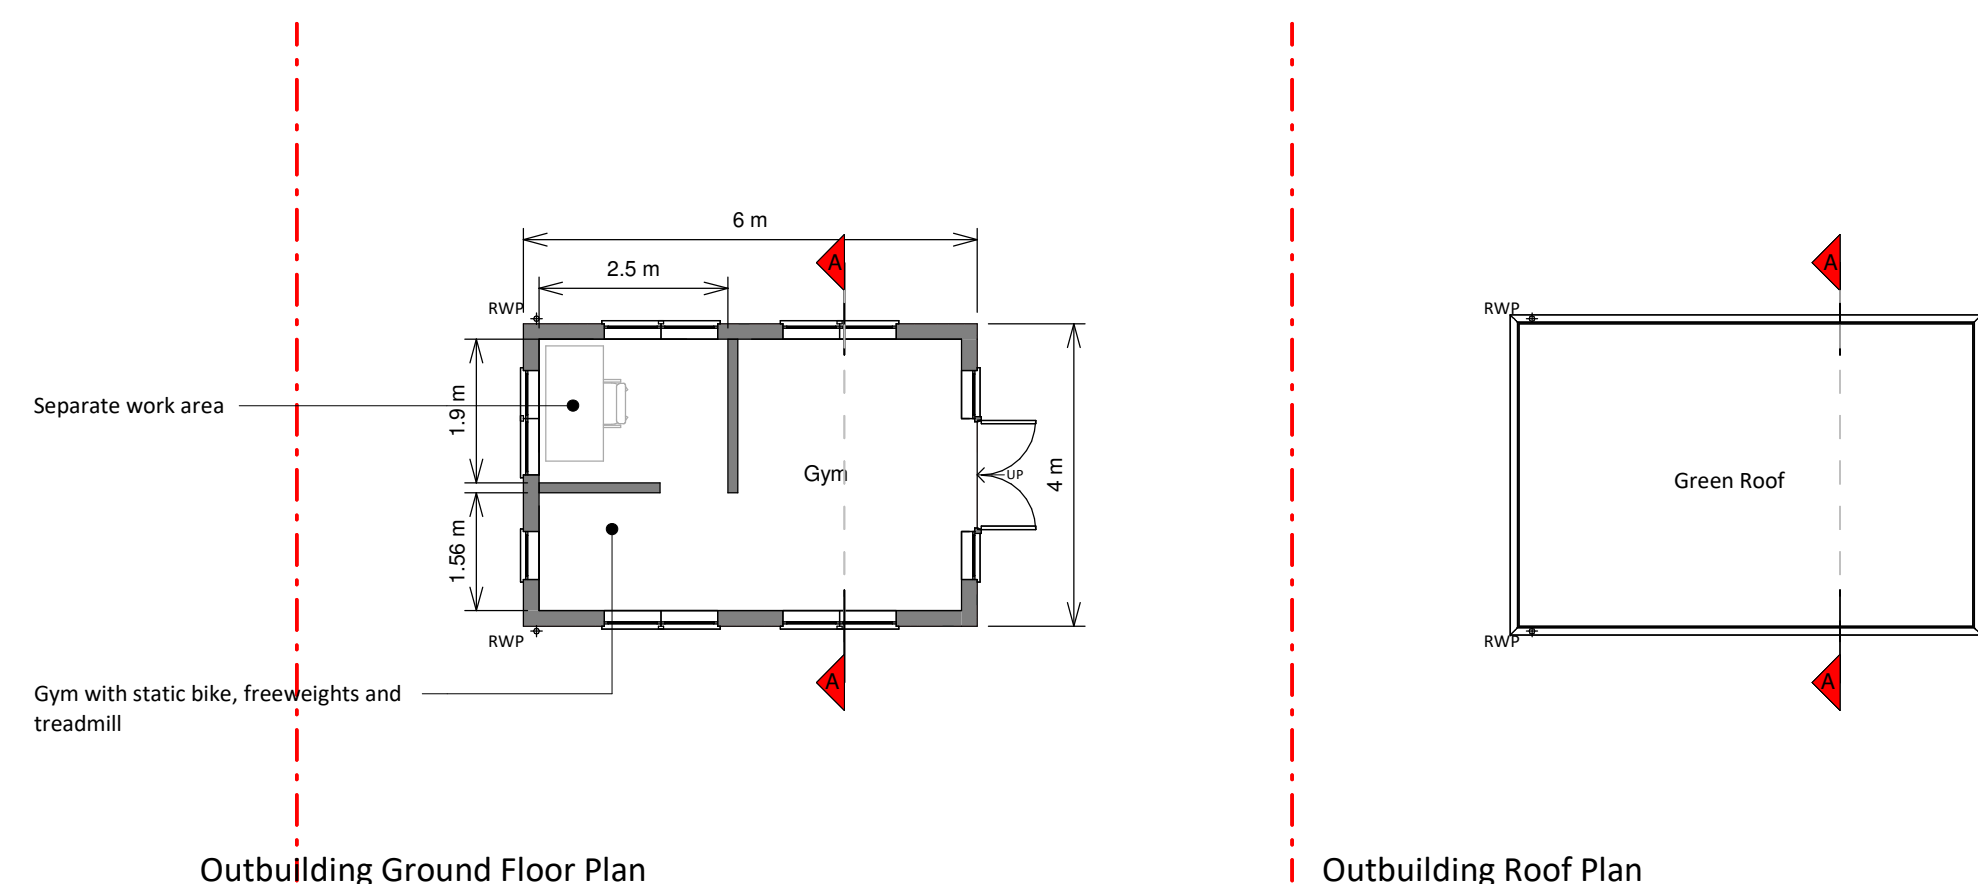 6 m
2.5 m
A
A
RWP
RWP
Separate work area
1.9 m
Gym
UP
4 m
Green Roof
1.56 m
RWP
RWP
A
A
Gym with static bike, freeweights and
treadmill
Outbuilding Ground Floor Plan
Outbuilding Roof Plan